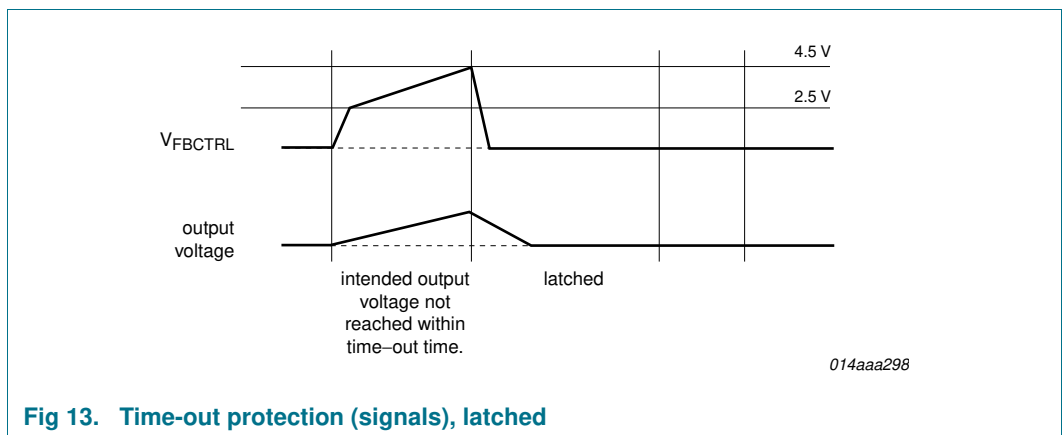 4.5 V
2.5 V
VFBCTRL
output
voltage
intended output
voltage not
reached within
time–out time.
latched
014aaa298
Fig 13. Time-out protection (signals), latched